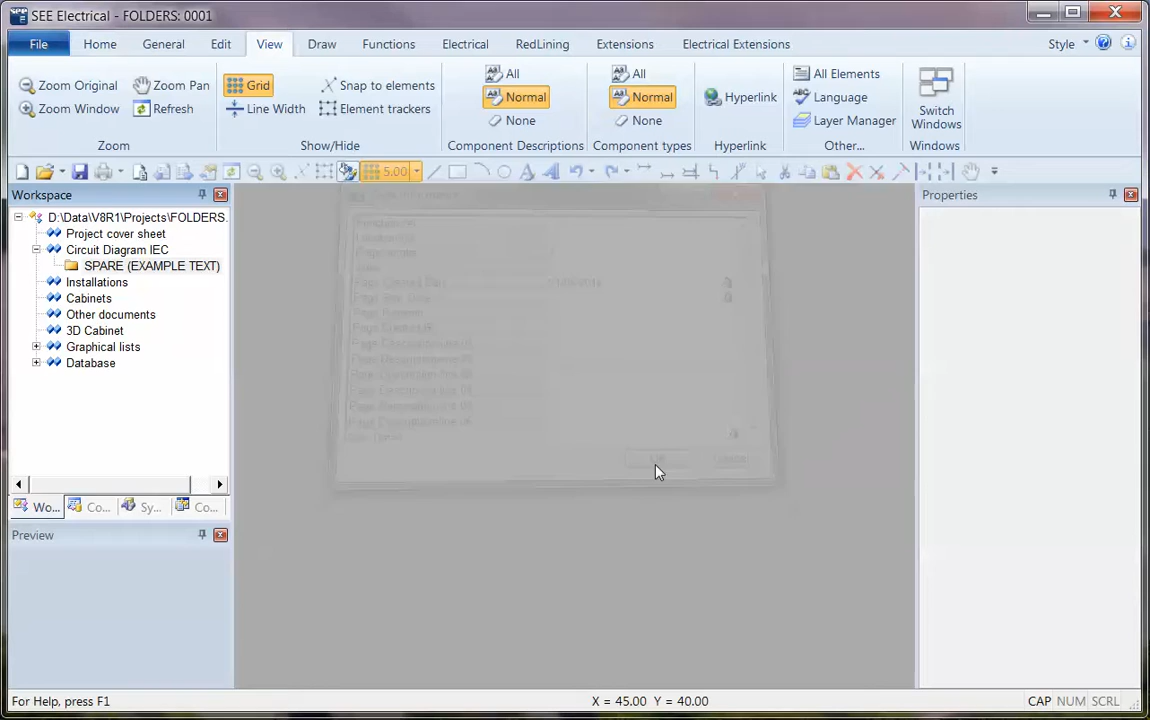 SEE Electrical - FOLDERS: 0001
File Home General Edit View Draw Functions Electrical RedLining Extensions Electrical Extensions Style
Zoom Original Zoom Pan Grid Snap to elements All All Hyperlink All Elements Switch Windows
Zoom Window Refresh Line Width Element trackers Normal Normal Language
None None Layer Manager
Zoom Show/Hide Component Descriptions Component types Hyperlink Other... Windows
5.00
Workspace
D:\Data\V8R1\Projects\FOLDERS.
Project cover sheet
Circuit Diagram IEC
SPARE (EXAMPLE TEXT)
Installations
Cabinets
Other documents
3D Cabinet
Graphical lists
Database
Wo... Co... Sy... Co...
Preview
Properties
For Help, press F1
X = 45.00 Y = 40.00
CAP NUM SCRL